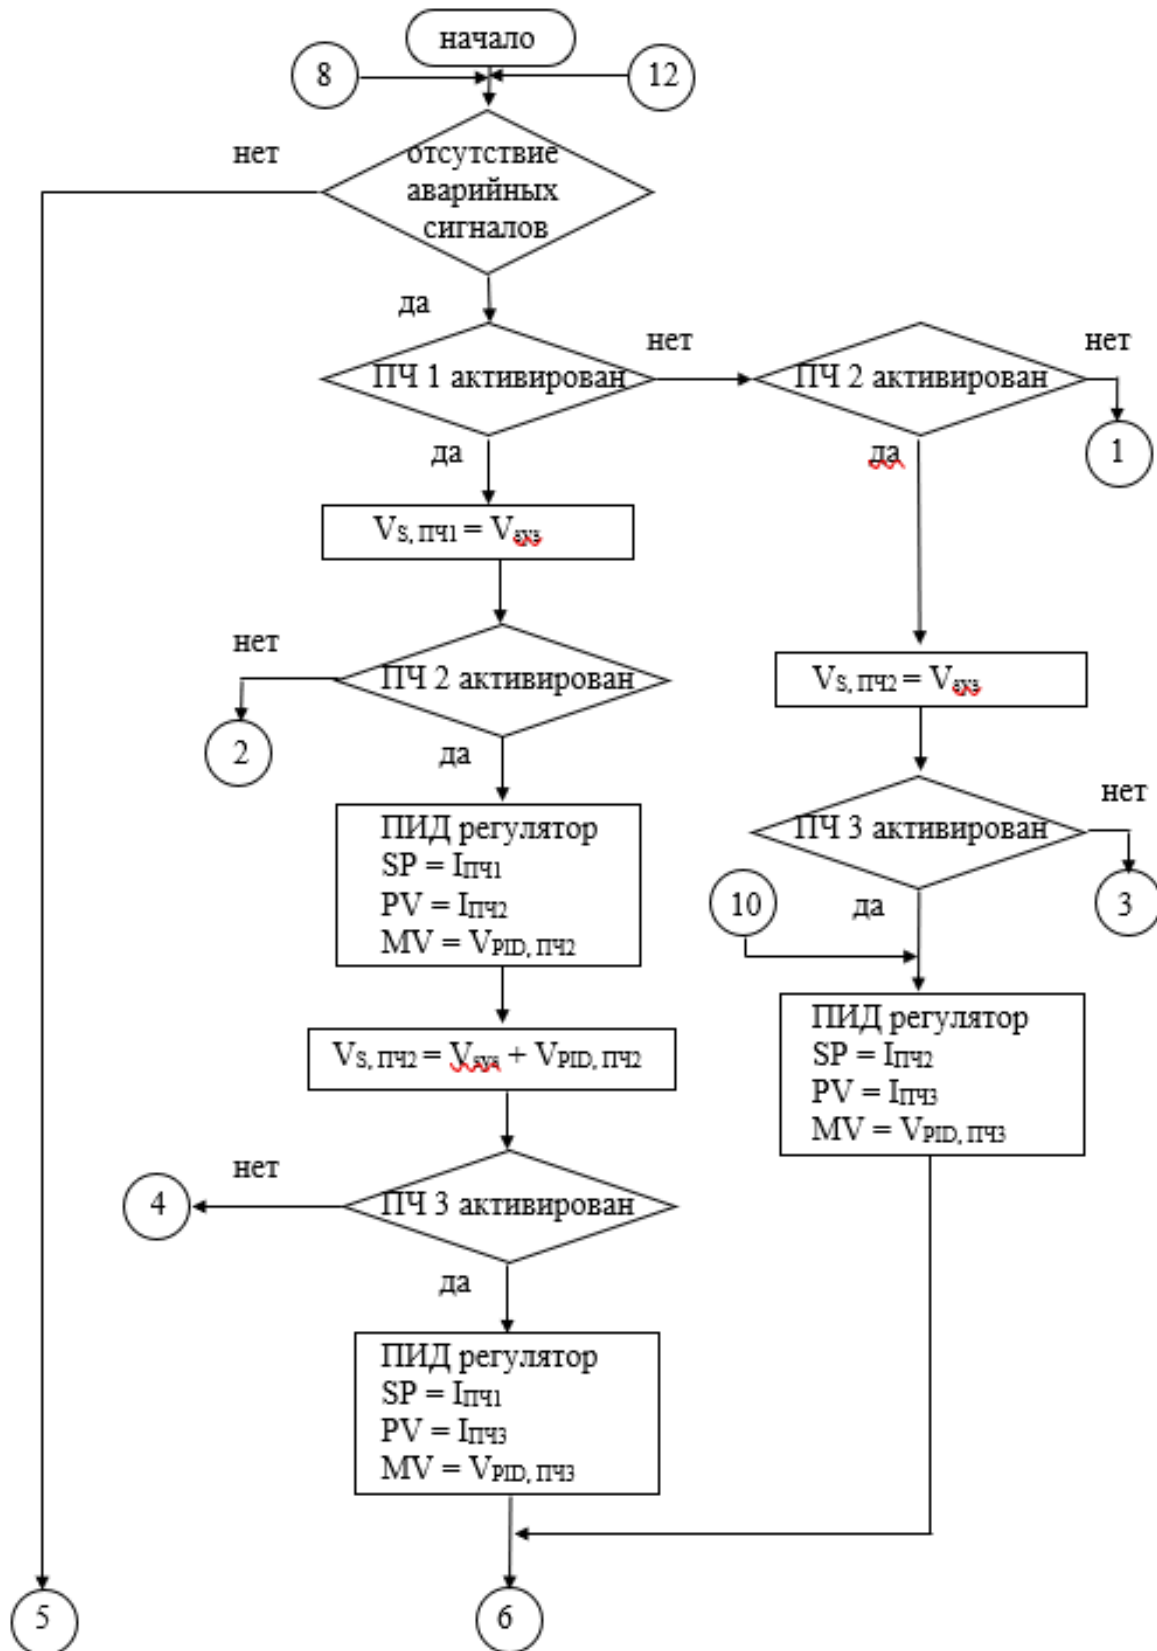 начало
8
12
нет
отсутствие
аварийных
сигналов
да
нет
нет
ПЧ 1 активирован
ПЧ 2 активирован
да
да
1
VS, ПЧ1 = Vsys
нет
ПЧ 2 активирован
VS, ПЧ2 = Vsys
2
да
нет
ПИД регулятор
SP = IПЧ1
PV = IПЧ2
MV = VPID, ПЧ2
ПЧ 3 активирован
10
да
3
VS, ПЧ2 = Vsys + VPID, ПЧ2
ПИД регулятор
SP = IПЧ2
PV = IПЧ3
MV = VPID, ПЧ3
нет
4
ПЧ 3 активирован
да
ПИД регулятор
SP = IПЧ1
PV = IПЧ3
MV = VPID, ПЧ3
5
6